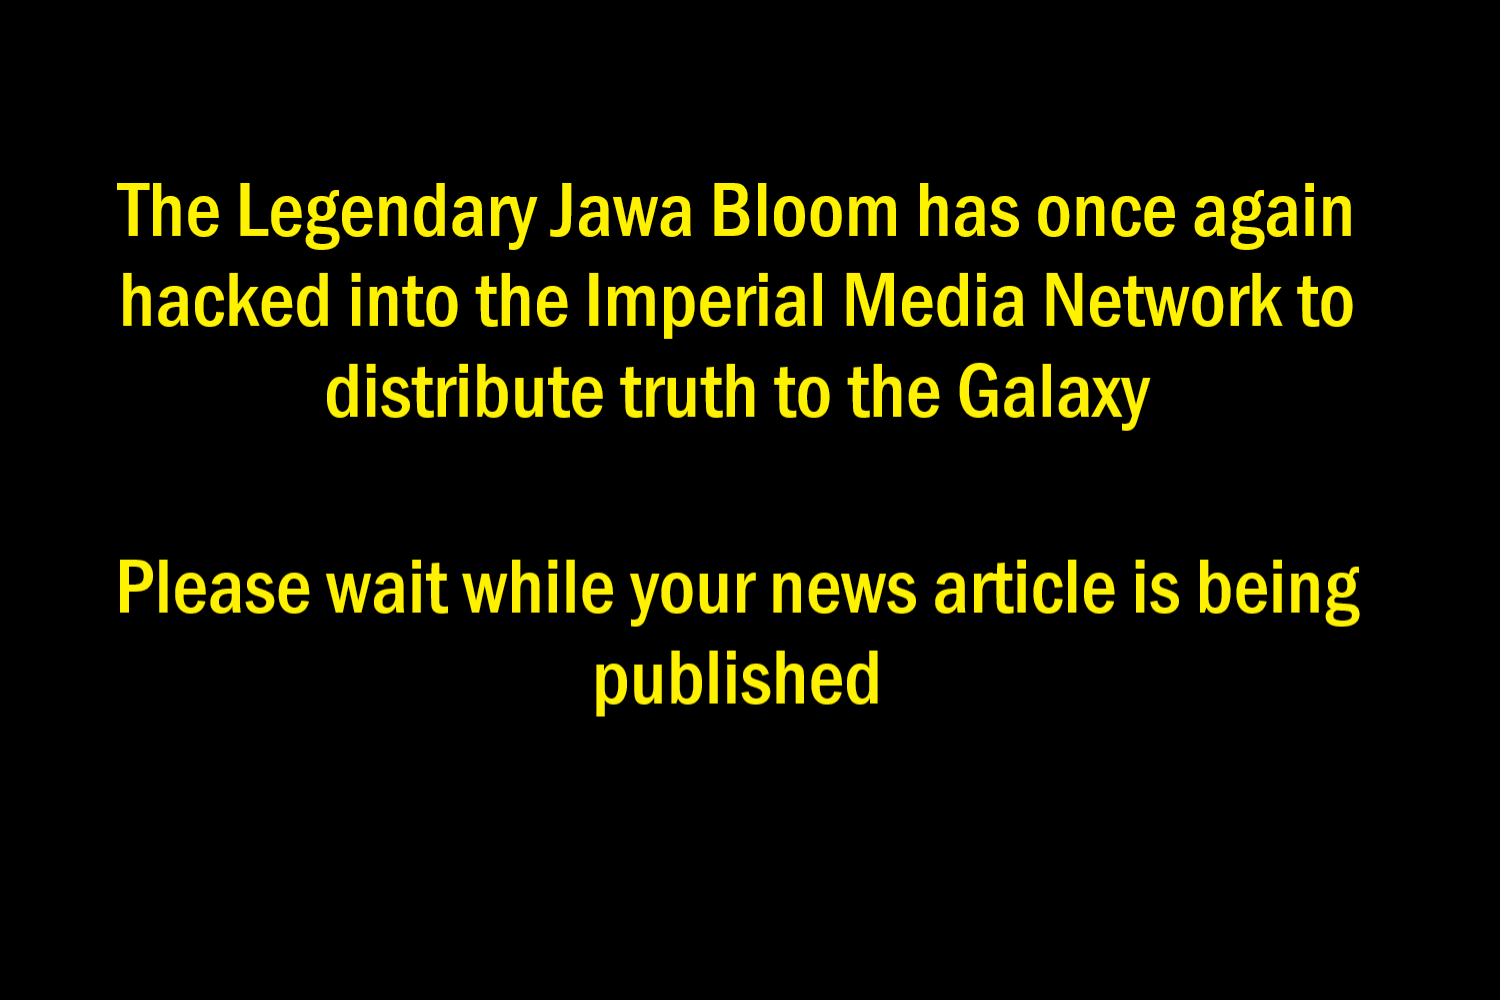 The Legendary Jawa Bloom has once again
hacked into the Imperial Media Network to
distribute truth to the Galaxy
Please wait while your news article is being
published